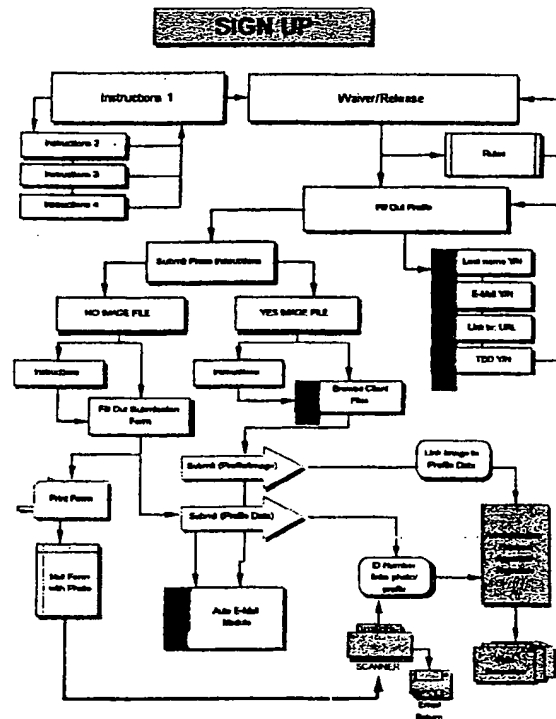 SIGN UP
Instructions 1
Waiver/Release
Instructions 2
Instructions 3
Instructions 4
Rules
Fill Out Profile
Submit Photo Instructions
Last name Y/N
E-Mail Y/N
Link to: URL
TBD Y/N
NO IMAGE FILE
YES IMAGE FILE
Instructions
Instructions
Browse Client
Files
Fill Out Submission
Form
Submit (Profile/Image)
Link Image to
Profile Data
Print Form
Submit (Profile Data)
Mail Form
with Photo
ID Number
links photo/
profile
Auto E-Mail
Module
SCANNER
Email
Return